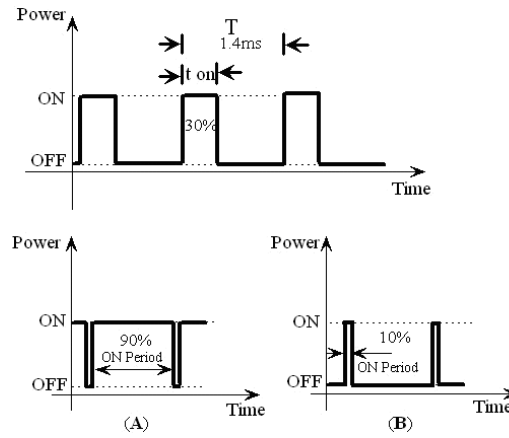 T
1.4ms
Power
t on
ON
30%
OFF
Time
Power
Power
ON
90%
ON Period
OFF
Time
(A)
ON
10%
ON Period
OFF
Time
(B)